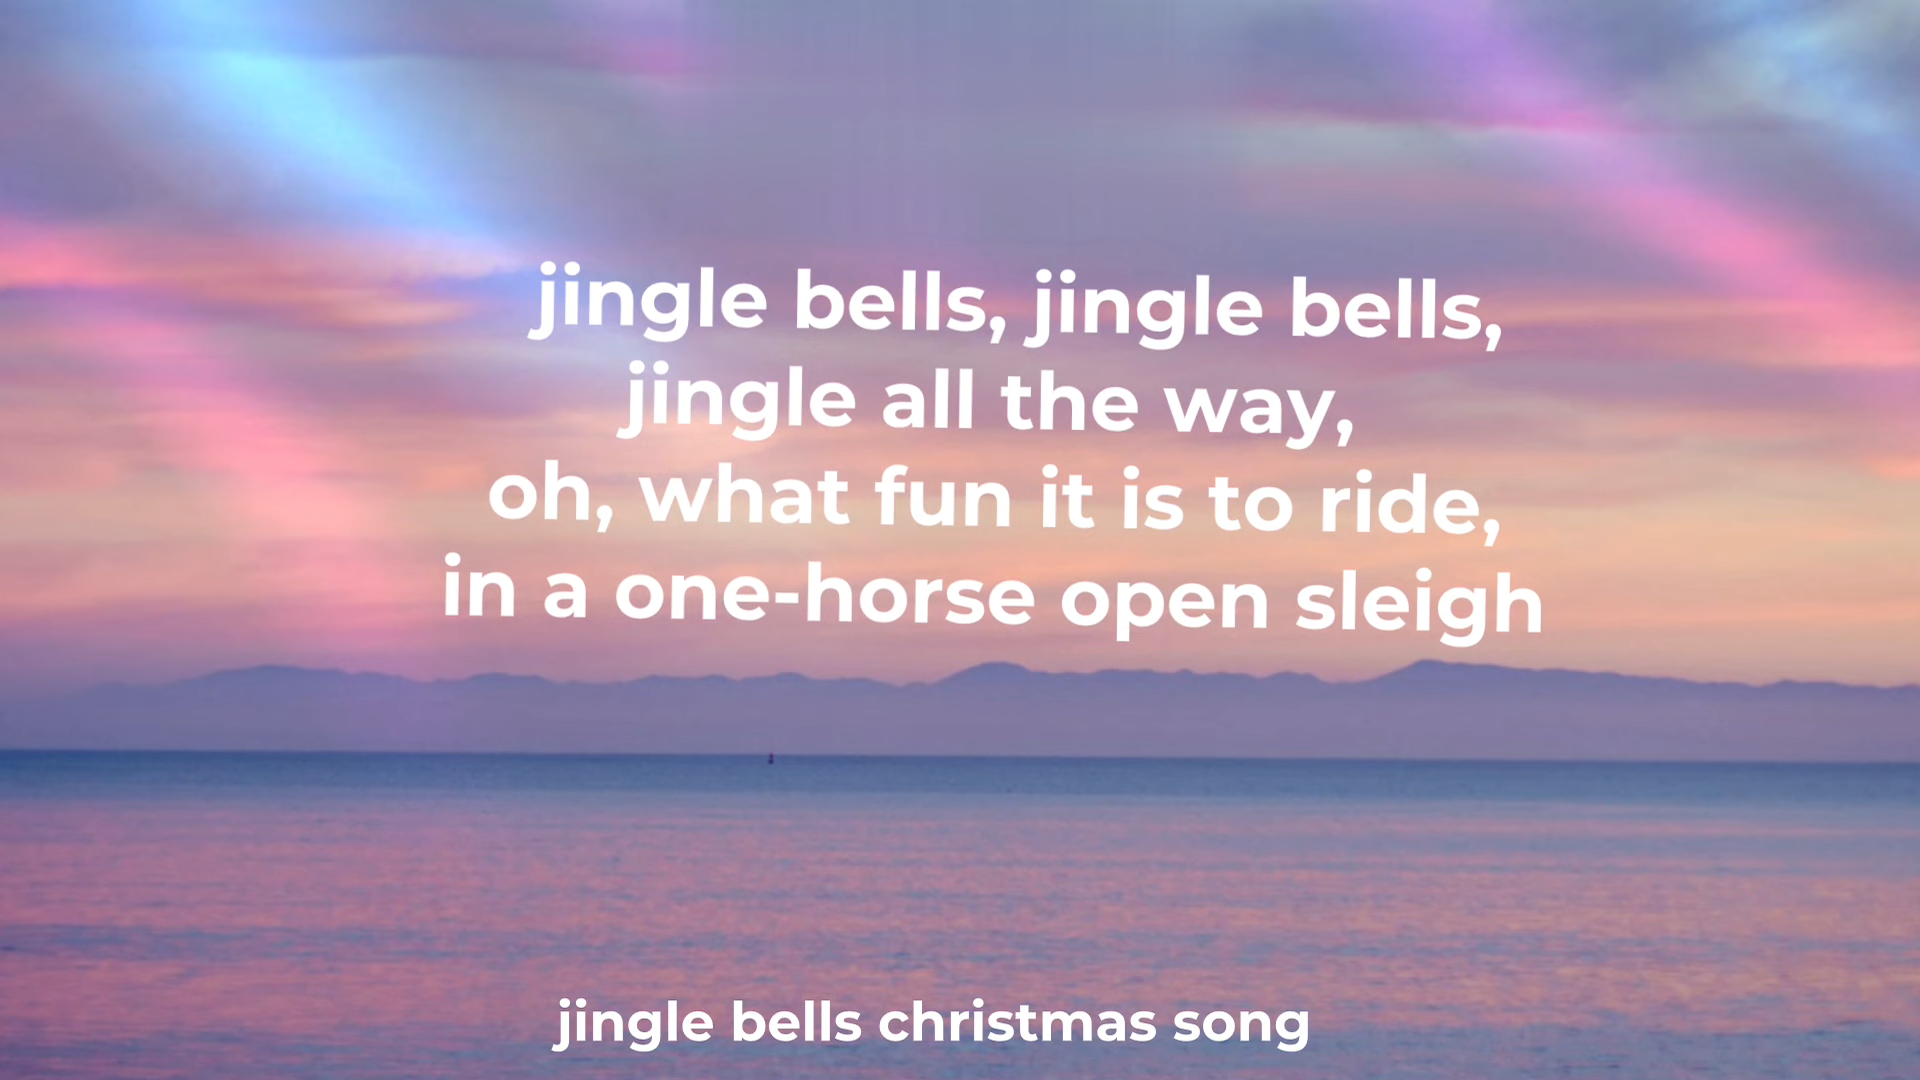 jingle bells, jingle bells,
jingle all the way,
oh, what fun it is to ride,
in a one-horse open sleigh
jingle bells christmas song